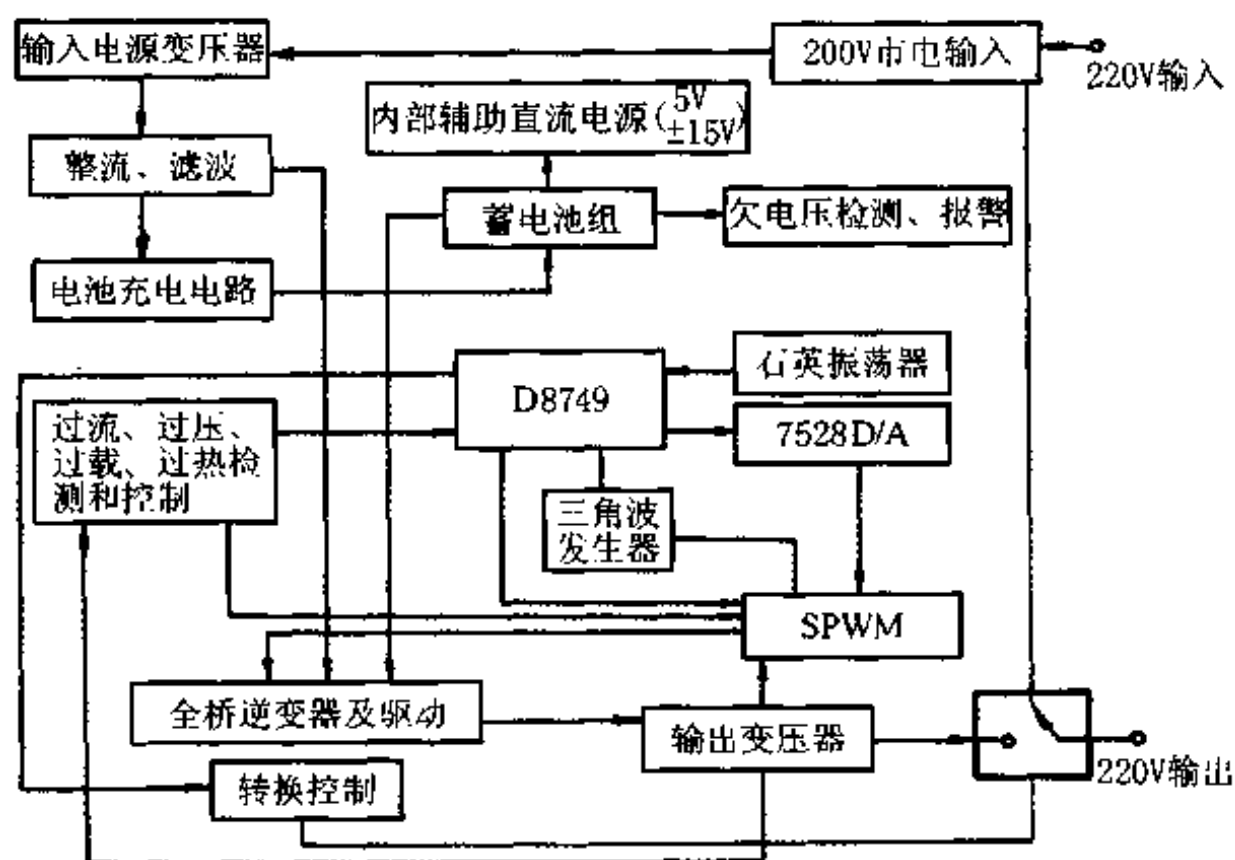 输入电源变压器
200V市电输入
220V输入
内部辅助直流电源(5V
±15V)
整流、滤波
蓄电池组
欠电压检测、报警
电池充电电路
D8749
石英振荡器
7528D/A
过流、过压、
过载、过热检
测和控制
三角波
发生器
SPWM
全桥逆变器及驱动
输出变压器
220V输出
转换控制